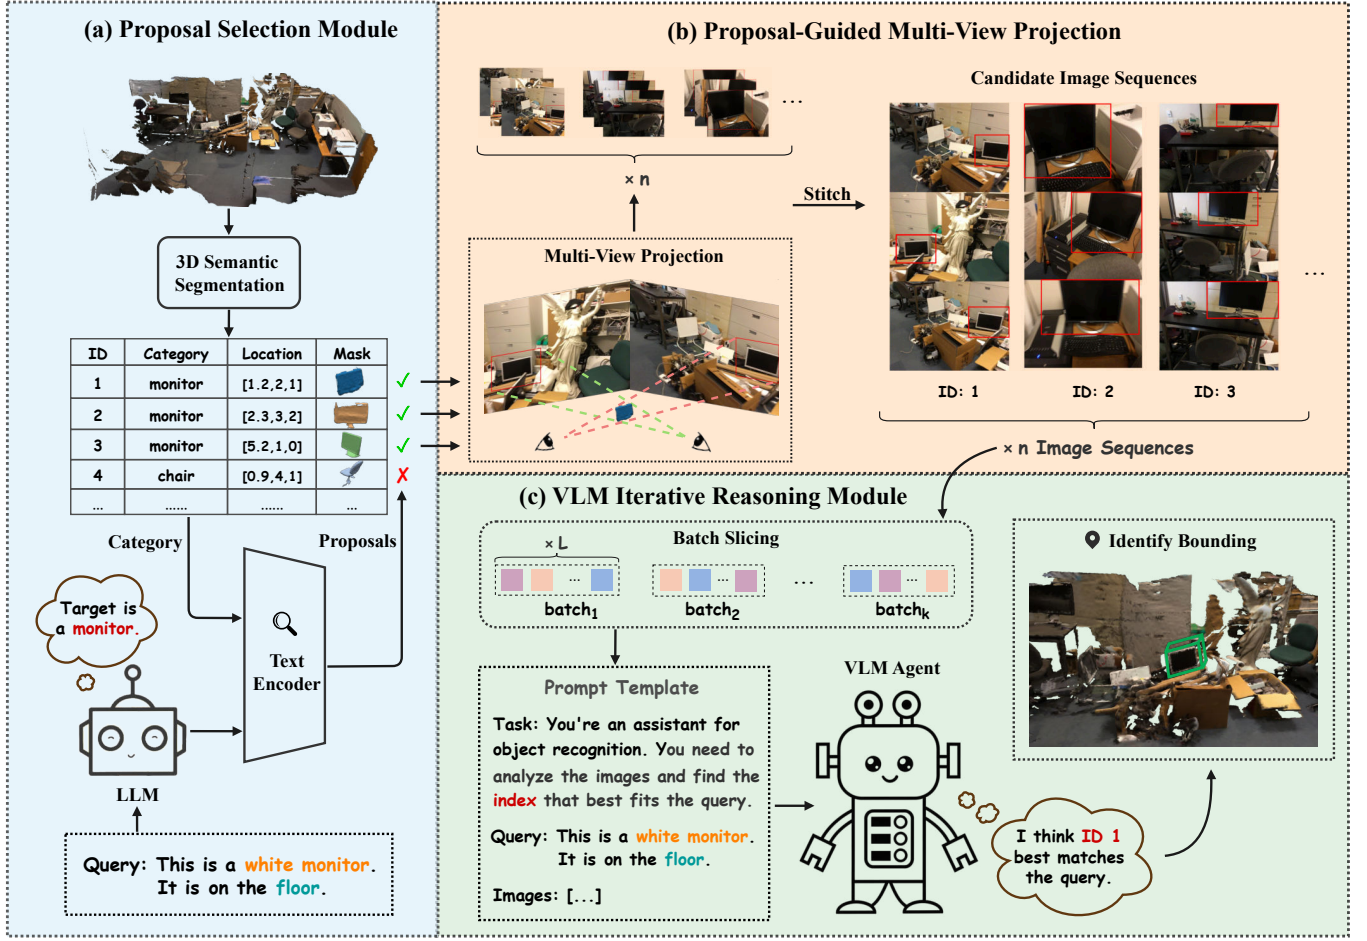 (a) Proposal Selection Module
3D Semantic
Segmentation
ID Category Location Mask
1 monitor [1.2,2,1] ✓
2 monitor [2.3,3,2] ✓
3 monitor [5.2,1,0] ✓
4 chair [0.9,4,1] ✗
... ...... ...... ...
Category
Proposals
Target is
a monitor.
Text
Encoder
LLM
Query: This is a white monitor.
It is on the floor.
(b) Proposal-Guided Multi-View Projection
...
× n
Multi-View Projection
Stitch
Candidate Image Sequences
...
ID: 1 ID: 2 ID: 3
× n Image Sequences
(c) VLM Iterative Reasoning Module
Batch Slicing
× L
... ... ... ...
batch1 batch2 batchk
Prompt Template
Task: You're an assistant for
object recognition. You need to
analyze the images and find the
index that best fits the query.
Query: This is a white monitor.
It is on the floor.
Images: [...]
VLM Agent
I think ID 1
best matches
the query.
Identify Bounding